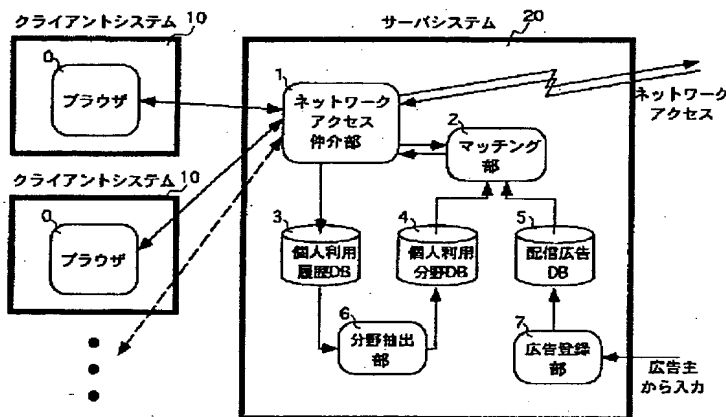 クライアントシステム
10
0
ブラウザ
クライアントシステム
10
0
ブラウザ
サーバシステム
20
1
ネットワーク
アクセス
仲介部
ネットワーク
アクセス
2
マッチング
部
3
個人利用
履歴DB
4
個人利用
分野DB
5
配信広告
DB
6
分野抽出
部
7
広告登録
部
広告主
から入力